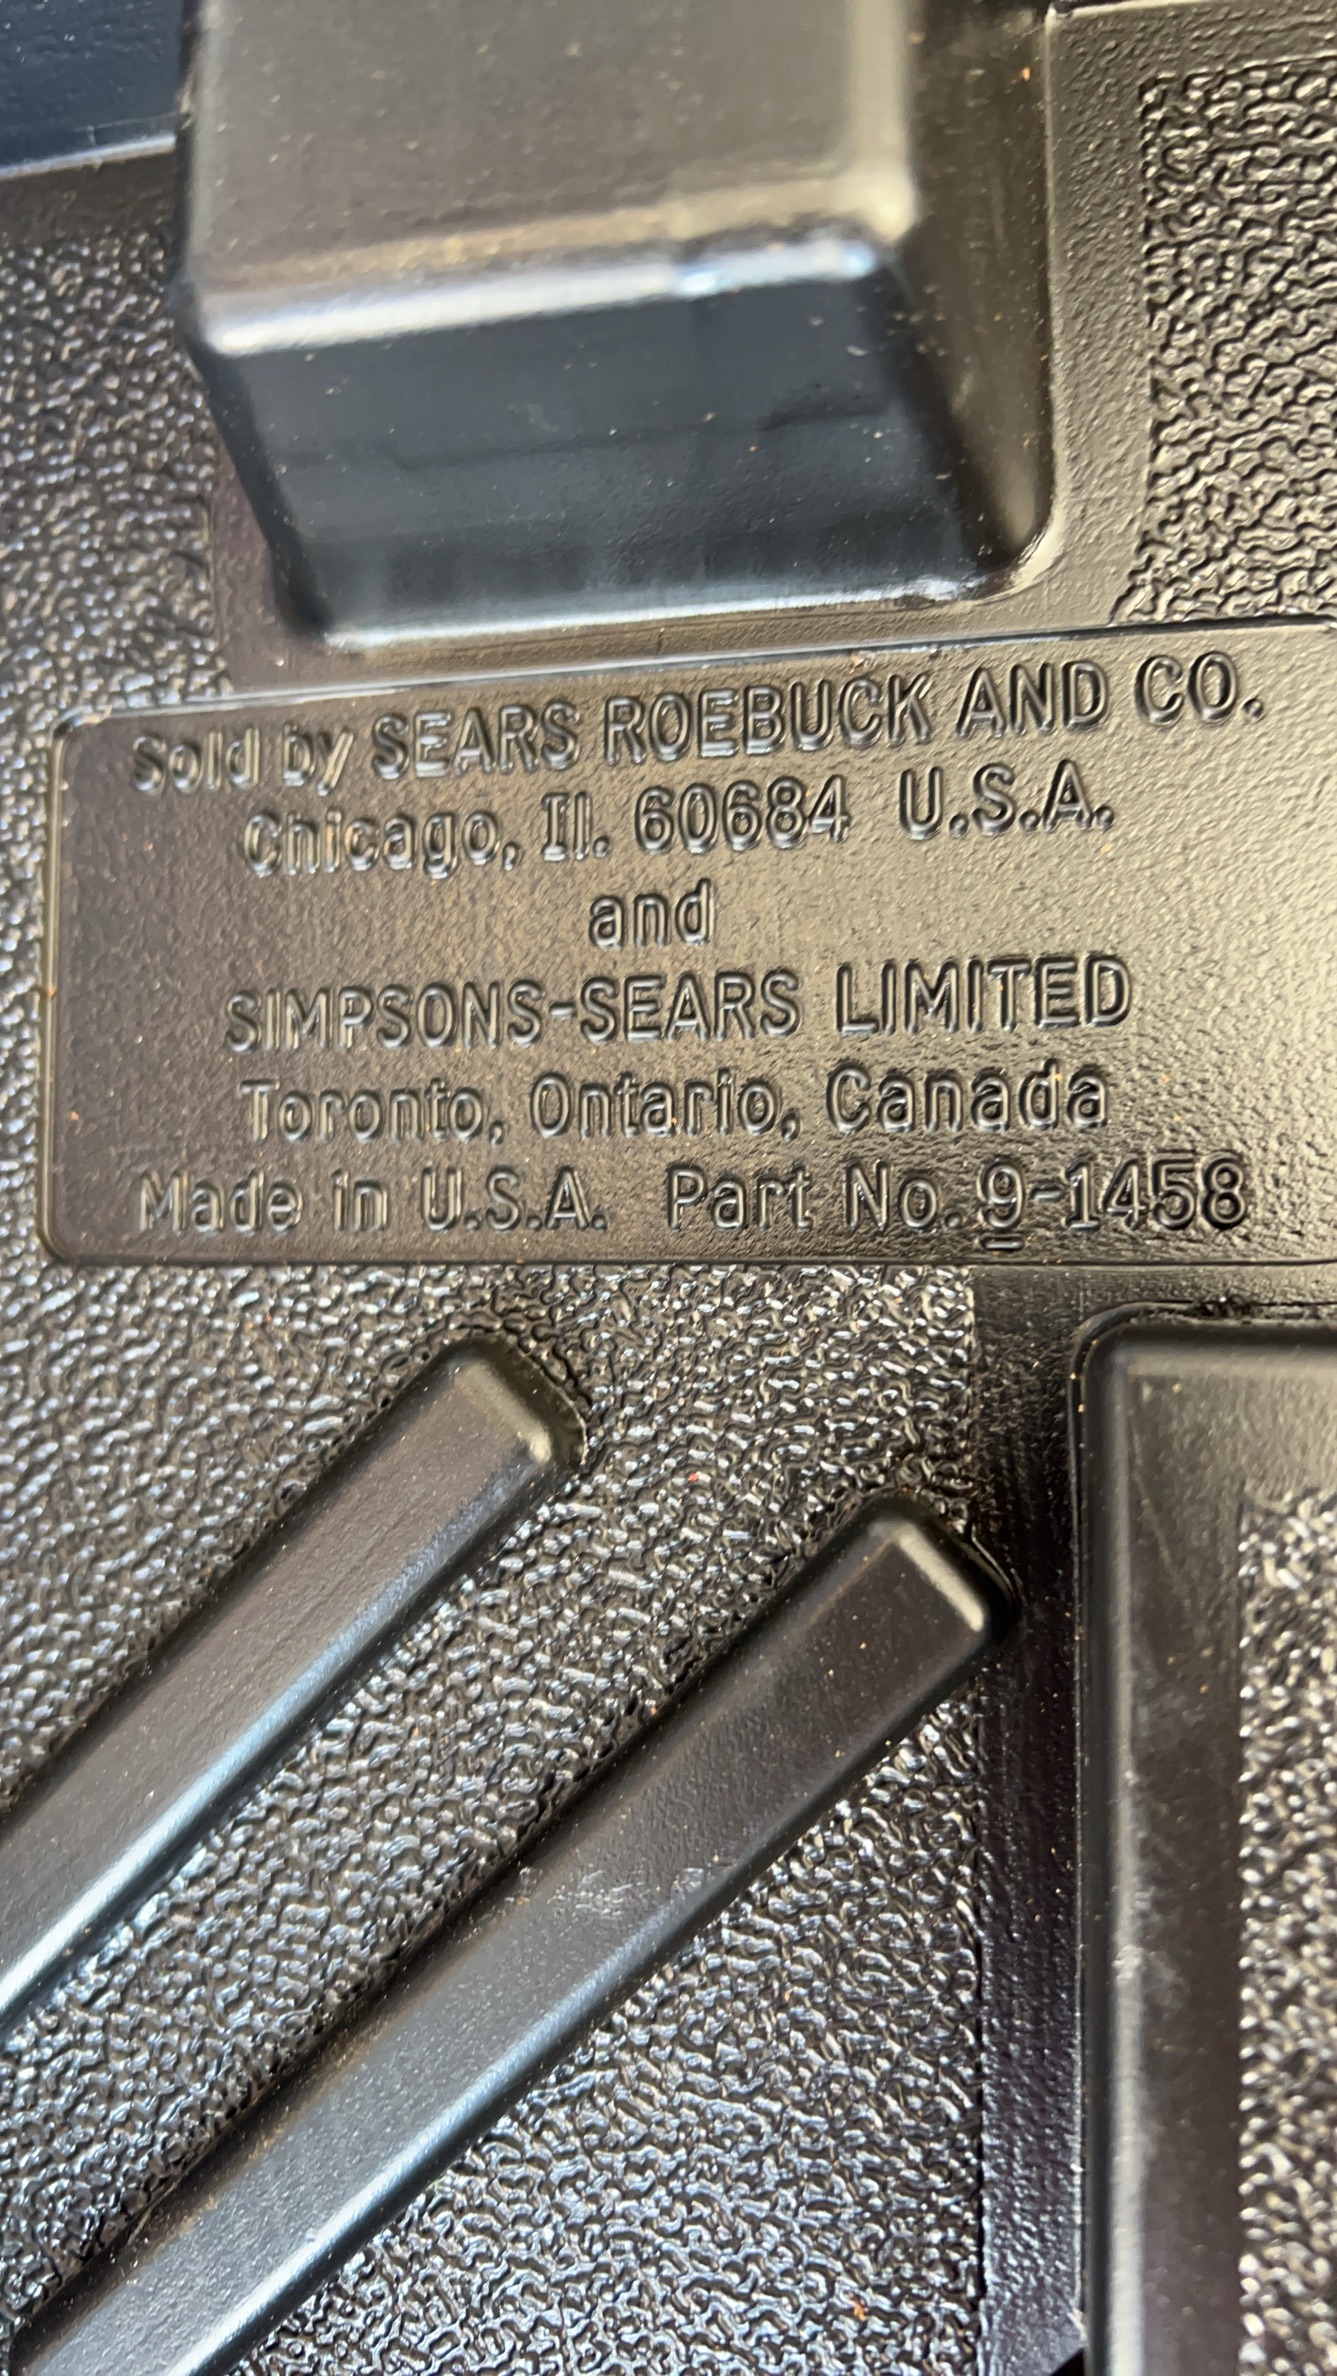 Sold by SEARS ROEBUCK AND CO.
Chicago, Il. 60684 U.S.A.
and
SIMPSONS-SEARS LIMITED
Toronto, Ontario, Canada
Made in U.S.A. Part No. 9-1458